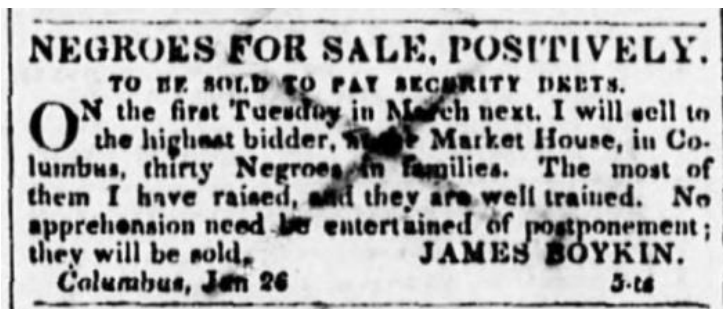 NEGROES FOR SALE, POSITIVELY.
TO BE SOLD TO PAY SECURITY DEBTS.
ON the first Tuesday in March next, I will sell to
the highest bidder, Market House, in Co-
lumbus, thirty Negroes in families. The most of
them I have raised, and they are well trained. No
apprehension need be entertained of postponement;
they will be sold. JAMES BOYKIN.
Columbus, Jan 26 5-ts